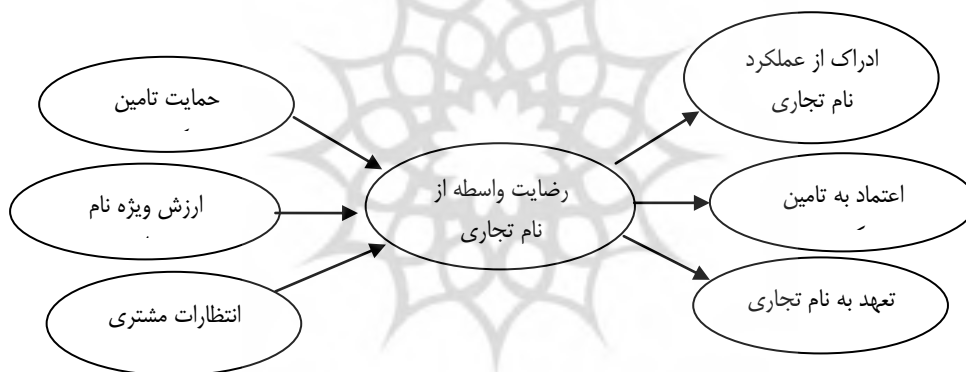 ادراک از عملکرد
نام تجاری
حمایت تامین
رضایت واسطه از
نام تجاری
ارزش ویژه نام
اعتماد به تامین
انتظارات مشتری
تعهد به نام تجاری